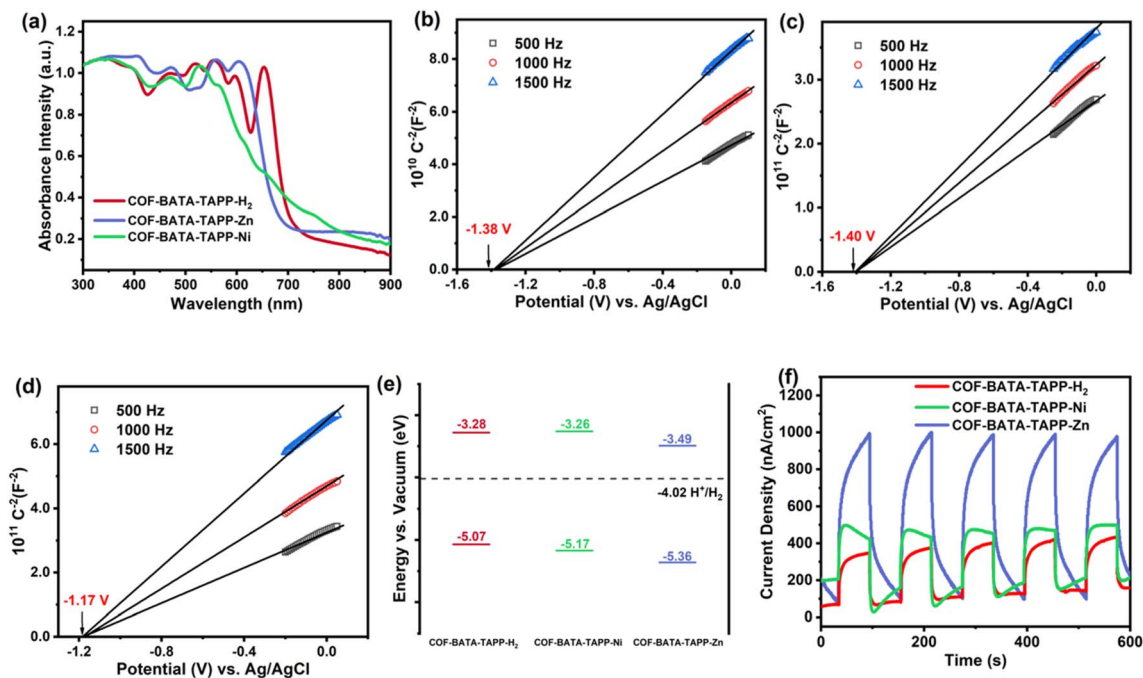 (a)
Absorbance Intensity (a.u.)
1.2
1.0
0.8
0.6
0.4
0.2
COF-BATA-TAPP-H2
COF-BATA-TAPP-Zn
COF-BATA-TAPP-Ni
300 400 500 600 700 800 900
Wavelength (nm)
(b)
10^10 C^-2(F^-2)
8.0
6.0
4.0
2.0
0.0
500 Hz
1000 Hz
1500 Hz
-1.38 V
-1.6 -1.2 -0.8 -0.4 0.0
Potential (V) vs. Ag/AgCl
(c)
10^11 C^-2(F^-2)
3.0
2.0
1.0
0.0
500 Hz
1000 Hz
1500 Hz
-1.40 V
-1.6 -1.2 -0.8 -0.4 0.0
Potential (V) vs. Ag/AgCl
(d)
10^11 C^-2(F^-2)
6.0
4.0
2.0
0.0
500 Hz
1000 Hz
1500 Hz
-1.17 V
-1.2 -1.0 -0.8 -0.6 -0.4 -0.2 0.0
Potential (V) vs. Ag/AgCl
(e)
Energy vs. Vacuum (eV)
-3.28
-3.26
-3.49
-4.02 H+/H2
-5.07
-5.17
-5.36
COF-BATA-TAPP-H2 COF-BATA-TAPP-Ni COF-BATA-TAPP-Zn
(f)
Current Density (nA/cm2)
1200
1000
800
600
400
200
0
COF-BATA-TAPP-H2
COF-BATA-TAPP-Ni
COF-BATA-TAPP-Zn
0 200 400 600
Time (s)